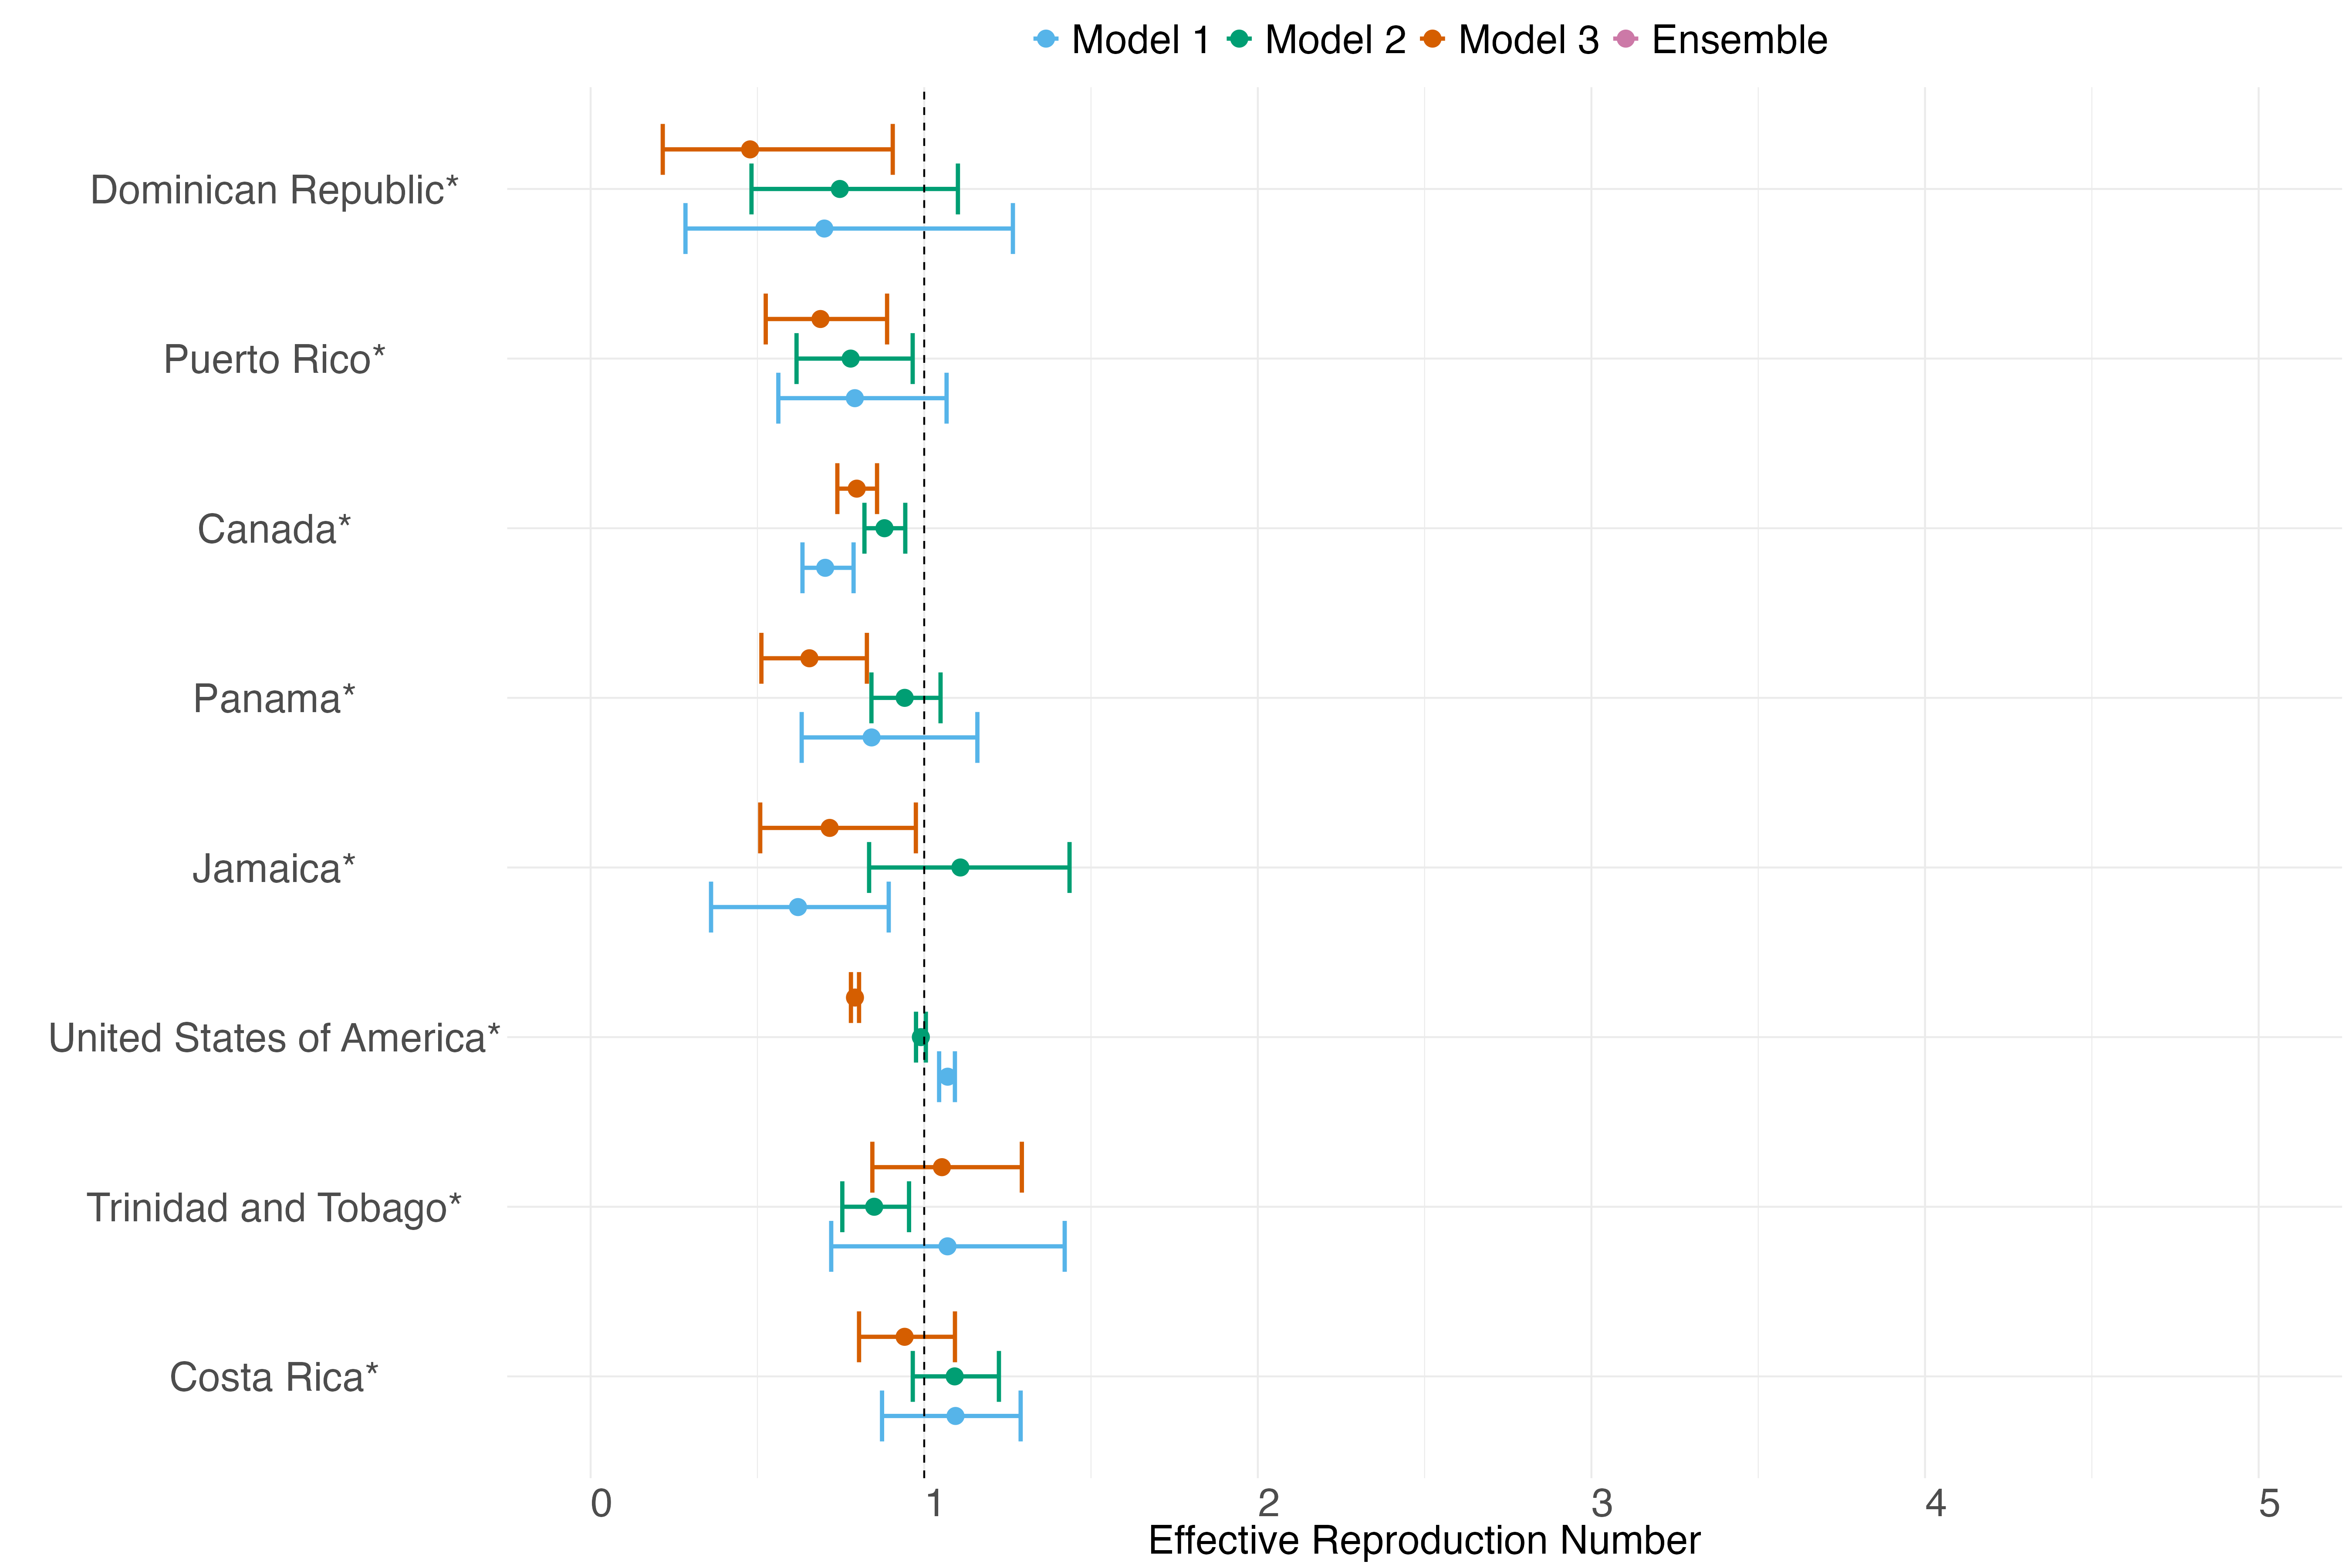 Model 1 Model 2 Model 3 Ensemble
Dominican Republic*
Puerto Rico*
Canada*
Panama*
Jamaica*
United States of America*
Trinidad and Tobago*
Costa Rica*
0 1 2 3 4 5
Effective Reproduction Number